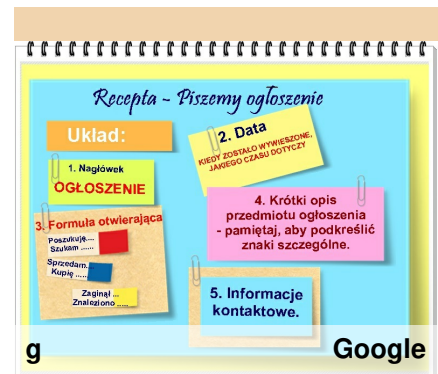 Recepta - Piszemy ogłoszenie
Układ:
1. Nagłówek
OGŁOSZENIE
2. Data
KIEDY ZOSTAŁO WYWIESZONE,
JAKIEGO CZASU DOTYCZY
3. Formuła otwierająca
Poszukuję....
Szukam ......
Sprzedam...
Kupię ......
Zaginął ...
Znaleziono .....
4. Krótki opis
przedmiotu ogłoszenia
- pamiętaj, aby podkreślić
znaki szczególne.
5. Informacje
kontaktowe.
g
Google